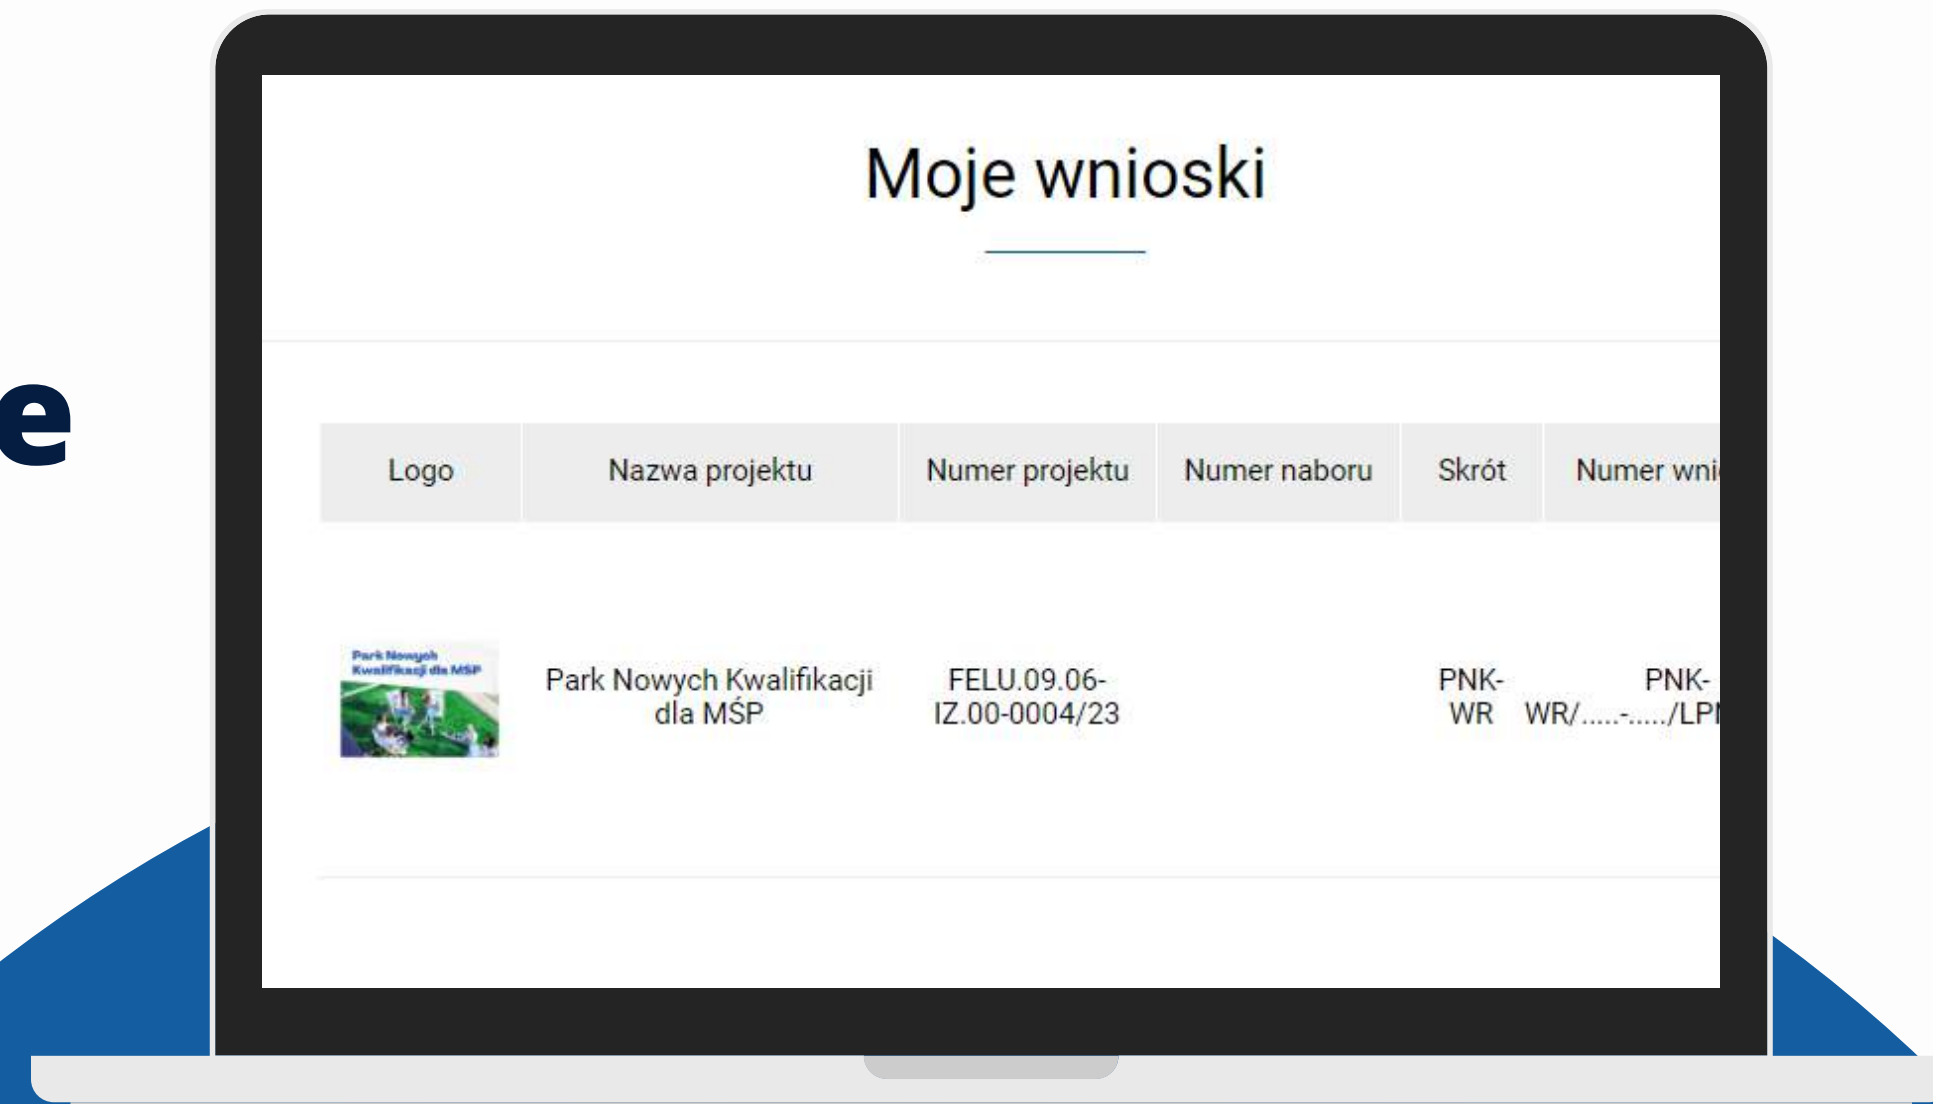 Moje wnioski
e
Logo Nazwa projektu Numer projektu Numer naboru Skrót Numer wni
Park Nowych
Kwalifikacji dla MŚP
Park Nowych Kwalifikacji FELU.09.06- PNK- PNK-
dla MŚP IZ.00-0004/23 WR WR/.....-...../LP